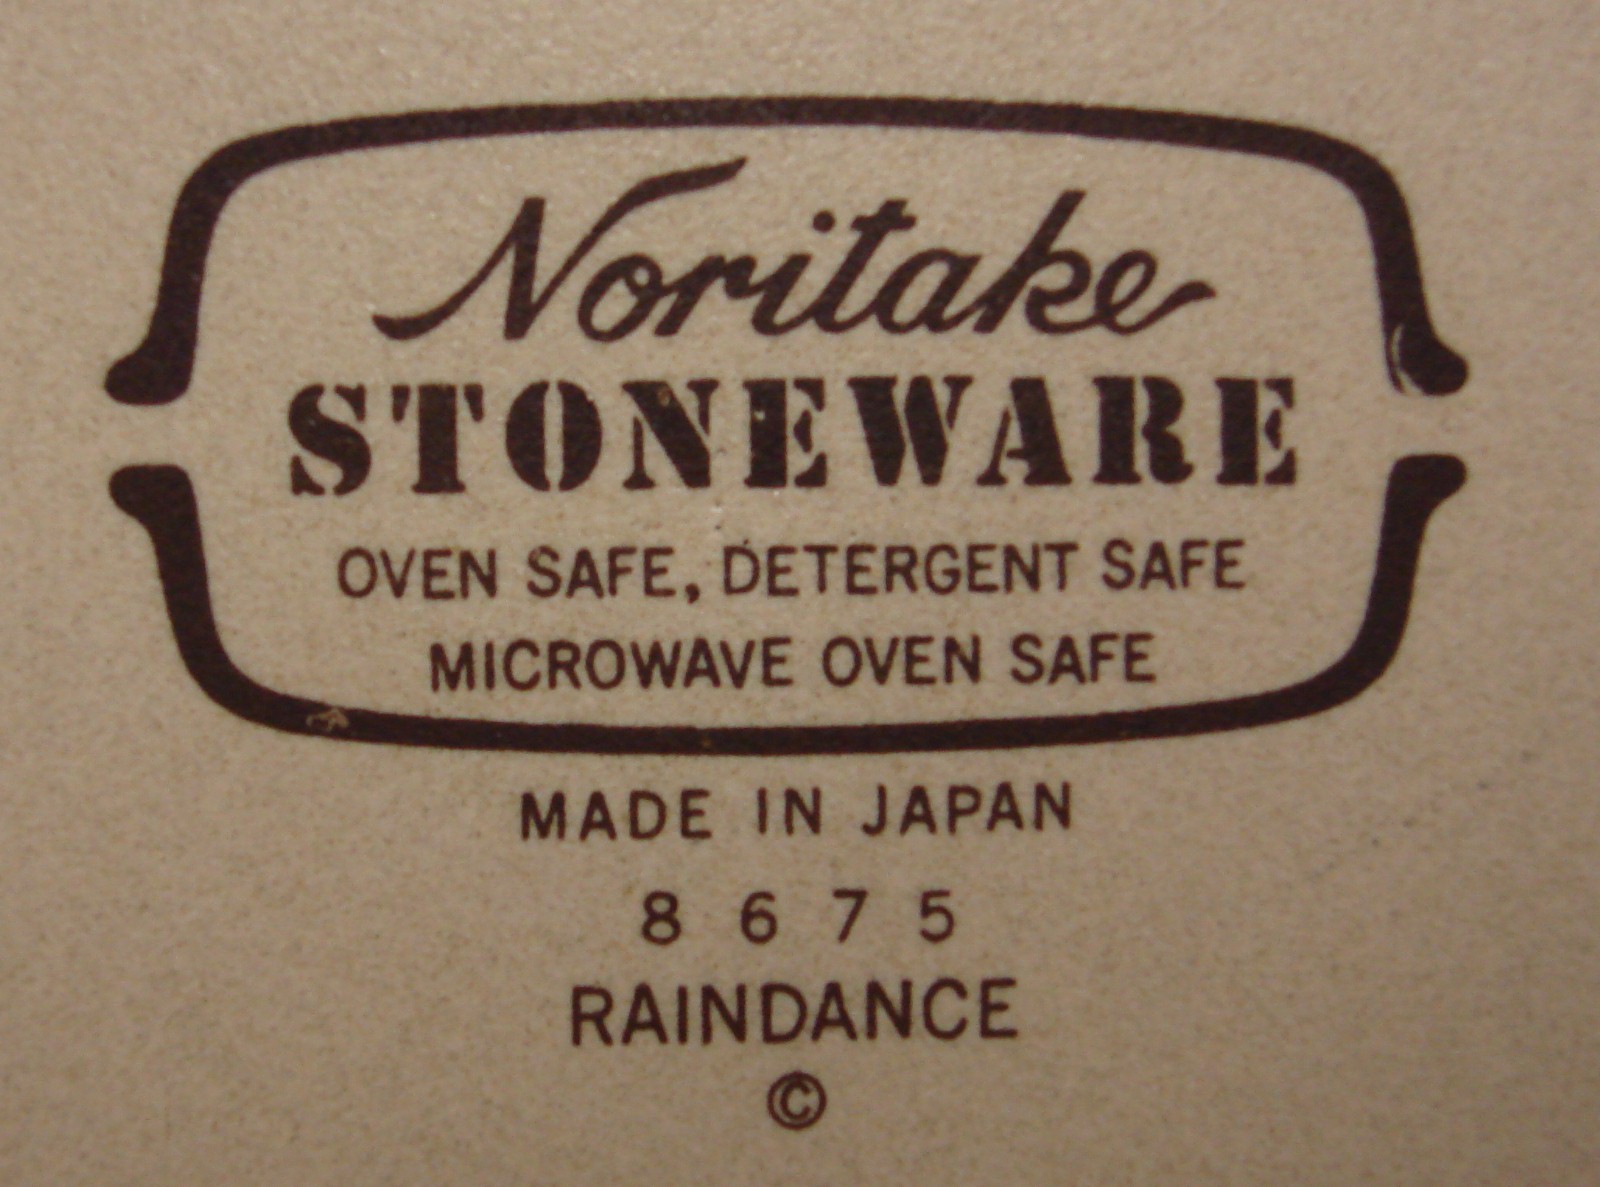 Noritake
STONEWARE
OVEN SAFE, DETERGENT SAFE
MICROWAVE OVEN SAFE
MADE IN JAPAN
8 6 7 5
RAINDANCE
©